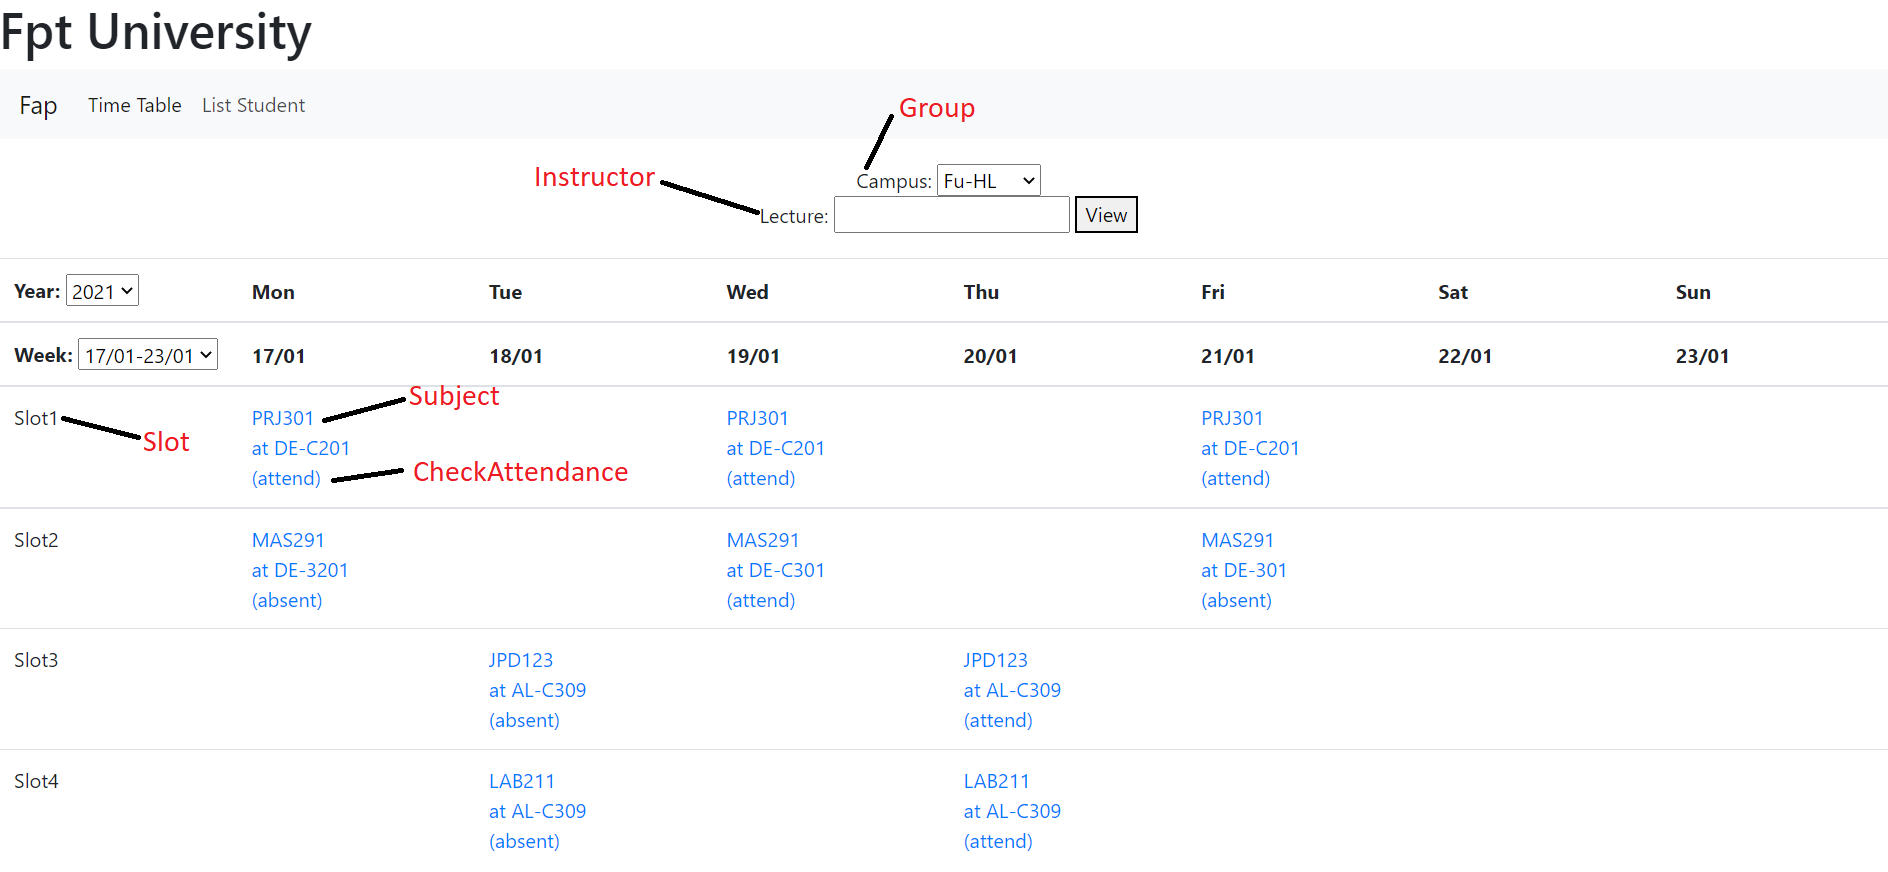 Fpt University
Fap Time Table List Student
Group
Instructor
Campus: Fu-HL
Lecture: View
Year: 2021 Mon Tue Wed Thu Fri Sat Sun
Week: 17/01-23/01 17/01 18/01 19/01 20/01 21/01 22/01 23/01
Subject
Slot1 PRJ301 PRJ301 PRJ301
Slot at DE-C201 at DE-C201 at DE-C201
(attend) CheckAttendance (attend) (attend)
Slot2 MAS291 MAS291 MAS291
at DE-3201 at DE-C301 at DE-301
(absent) (attend) (absent)
Slot3 JPD123 JPD123
at AL-C309 at AL-C309
(absent) (attend)
Slot4 LAB211 LAB211
at AL-C309 at AL-C309
(absent) (attend)